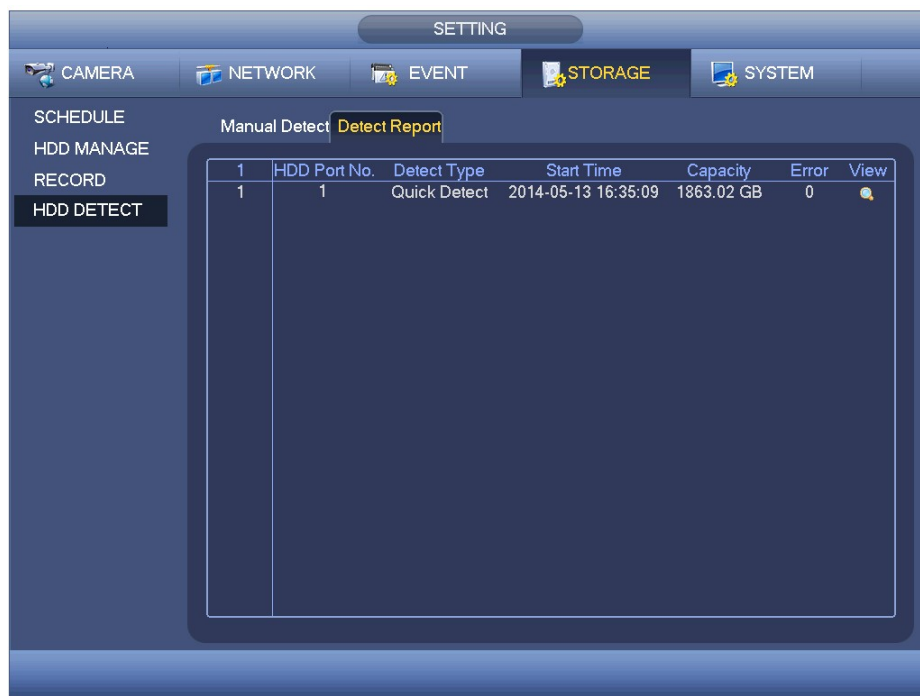 SETTING
CAMERA NETWORK EVENT STORAGE SYSTEM
SCHEDULE
HDD MANAGE
RECORD
HDD DETECT
Manual Detect Detect Report
1 HDD Port No. Detect Type Start Time Capacity Error View
1 1 Quick Detect 2014-05-13 16:35:09 1863.02 GB 0